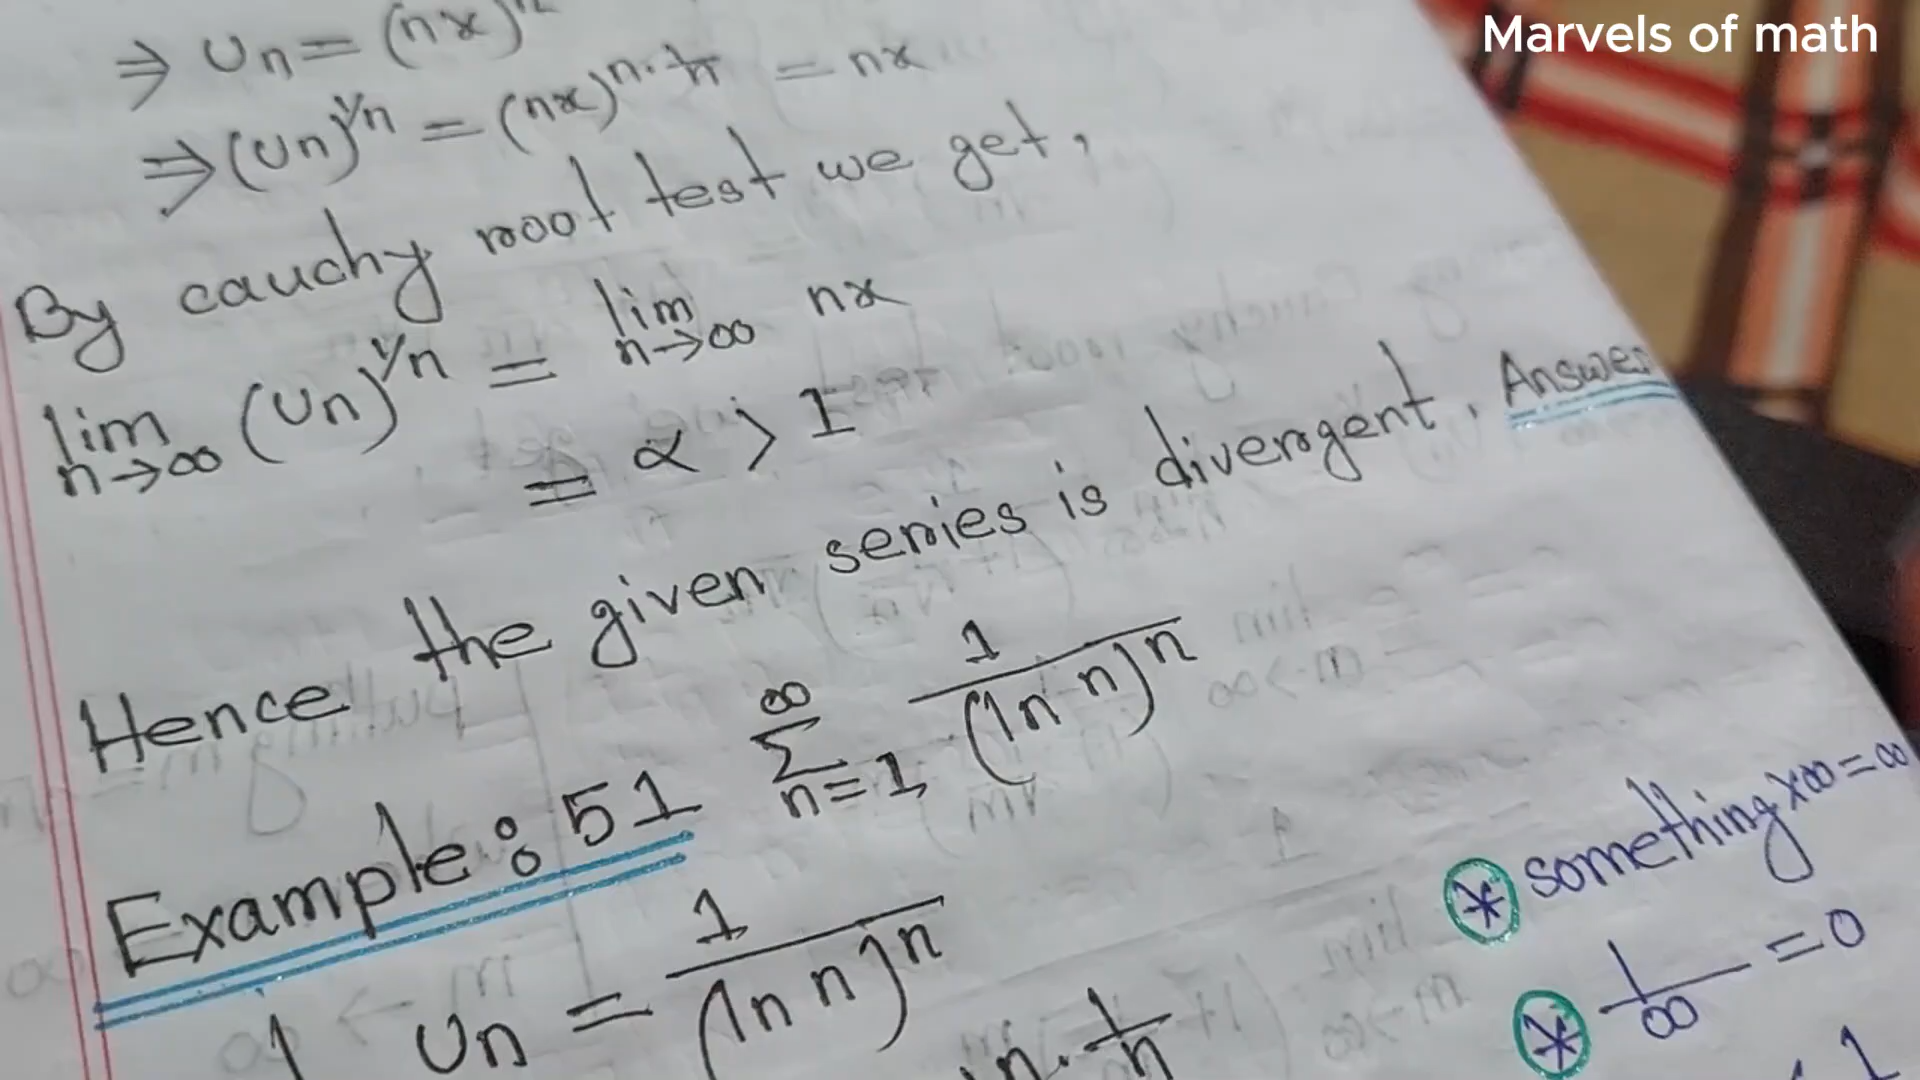 Marvels of math
⇒ Un = (nx)^n
⇒ (Un)^1/n = (nx)^n·1/n = nx
By cauchy root test we get,
lim n→∞ (Un)^1/n = lim n→∞ nx
= ∝ > 1
Hence the given series is divergent. Answer
Example: 51 ∞ Σ n=1 1/(ln n)^n
Un = 1/(ln n)^n
n·1/n
* something×∞=∞
* 1/∞ = 0